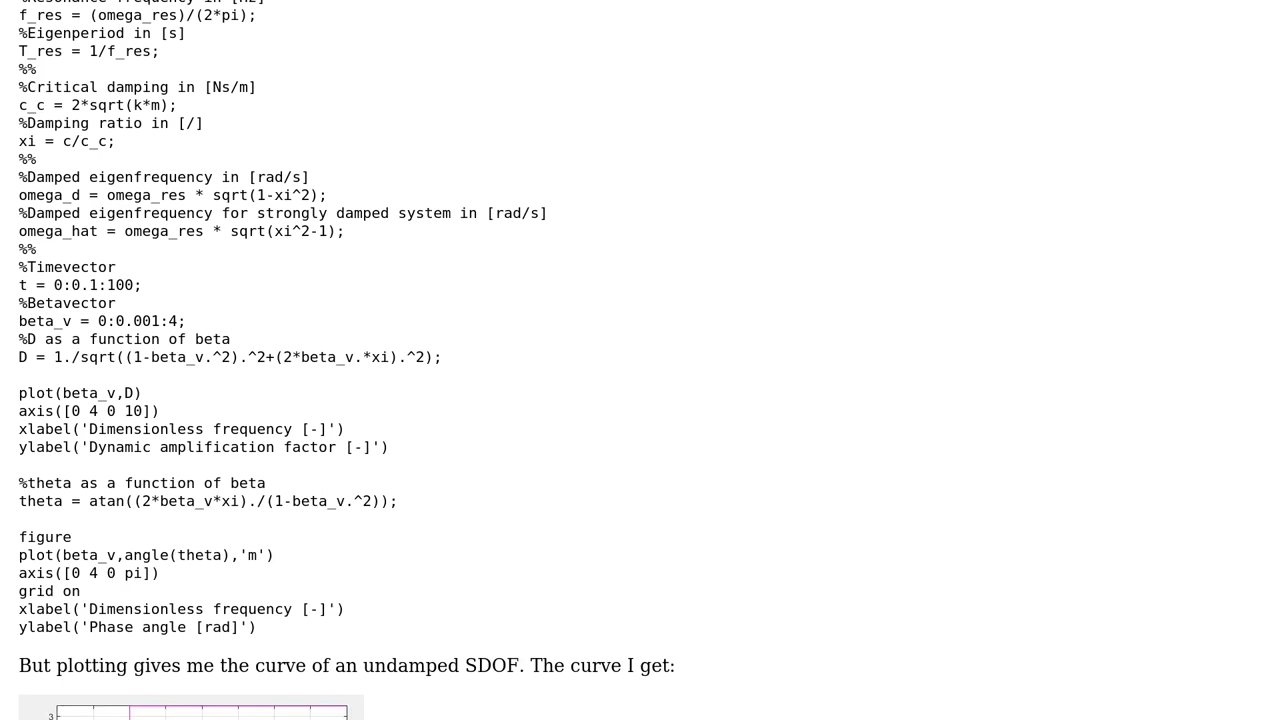 %Resonance frequency in [Hz]
f_res = (omega_res)/(2*pi);
%Eigenperiod in [s]
T_res = 1/f_res;
%%
%Critical damping in [Ns/m]
c_c = 2*sqrt(k*m);
%Damping ratio in [/]
xi = c/c_c;
%%
%Damped eigenfrequency in [rad/s]
omega_d = omega_res * sqrt(1-xi^2);
%Damped eigenfrequency for strongly damped system in [rad/s]
omega_hat = omega_res * sqrt(xi^2-1);
%%
%Timevector
t = 0:0.1:100;
%Betavector
beta_v = 0:0.001:4;
%D as a function of beta
D = 1./sqrt((1-beta_v.^2).^2+(2*beta_v.*xi).^2);
plot(beta_v,D)
axis([0 4 0 10])
xlabel('Dimensionless frequency [-]')
ylabel('Dynamic amplification factor [-]')
%theta as a function of beta
theta = atan((2*beta_v*xi)./(1-beta_v.^2));
figure
plot(beta_v,angle(theta),'m')
axis([0 4 0 pi])
grid on
xlabel('Dimensionless frequency [-]')
ylabel('Phase angle [rad]')
But plotting gives me the curve of an undamped SDOF. The curve I get:
3